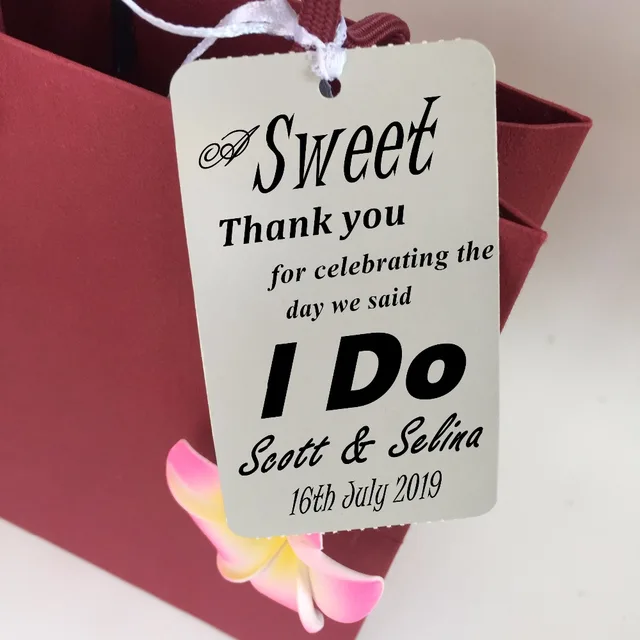 A Sweet
Thank you
for celebrating the
day we said
I Do
Scott & Selina
16th July 2019